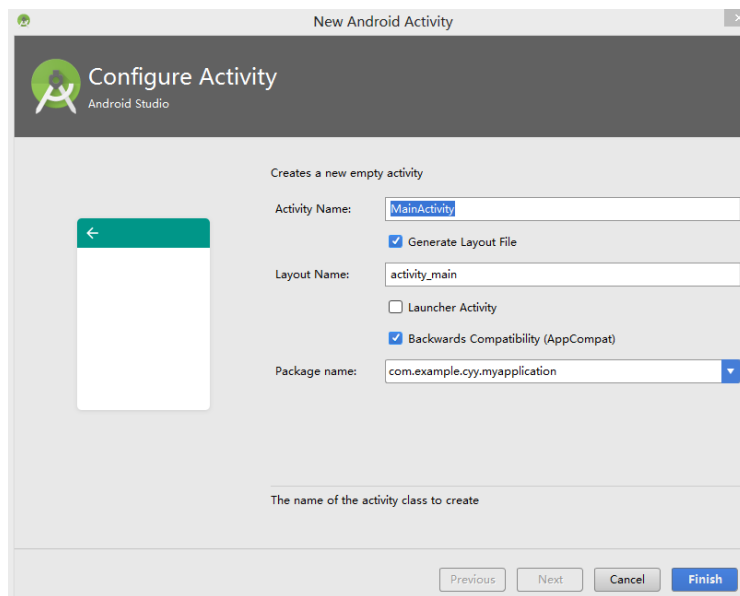 New Android Activity
Configure Activity
Android Studio
Creates a new empty activity
Activity Name: MainActivity
Generate Layout File
Layout Name: activity_main
Launcher Activity
Backwards Compatibility (AppCompat)
Package name: com.example.cyy.myapplication
The name of the activity class to create
Previous Next Cancel Finish